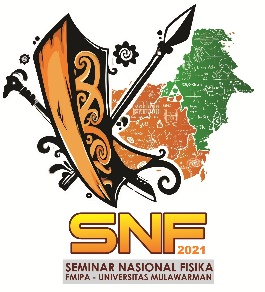 SNF
2021
SEMINAR NASIONAL FISIKA
FMIPA - UNIVERSITAS MULAWARMAN